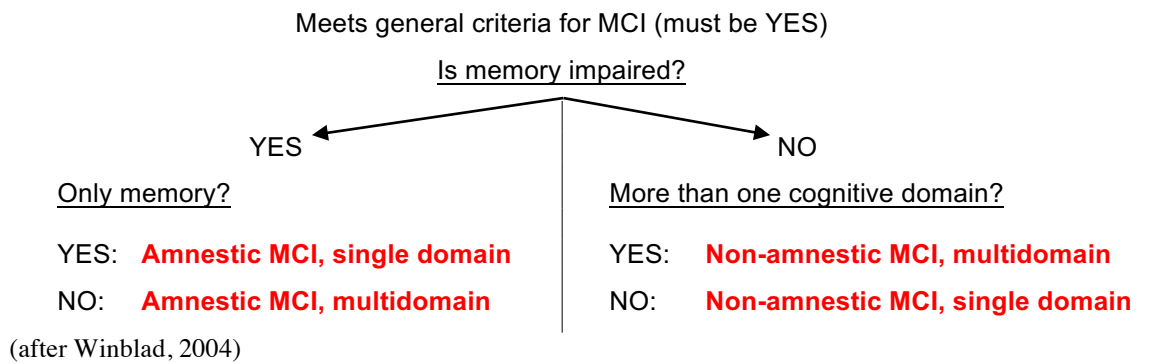 Meets general criteria for MCI (must be YES)
Is memory impaired?
YES
NO
Only memory?
More than one cognitive domain?
YES: Amnestic MCI, single domain
YES: Non-amnestic MCI, multidomain
NO: Amnestic MCI, multidomain
NO: Non-amnestic MCI, single domain
(after Winblad, 2004)